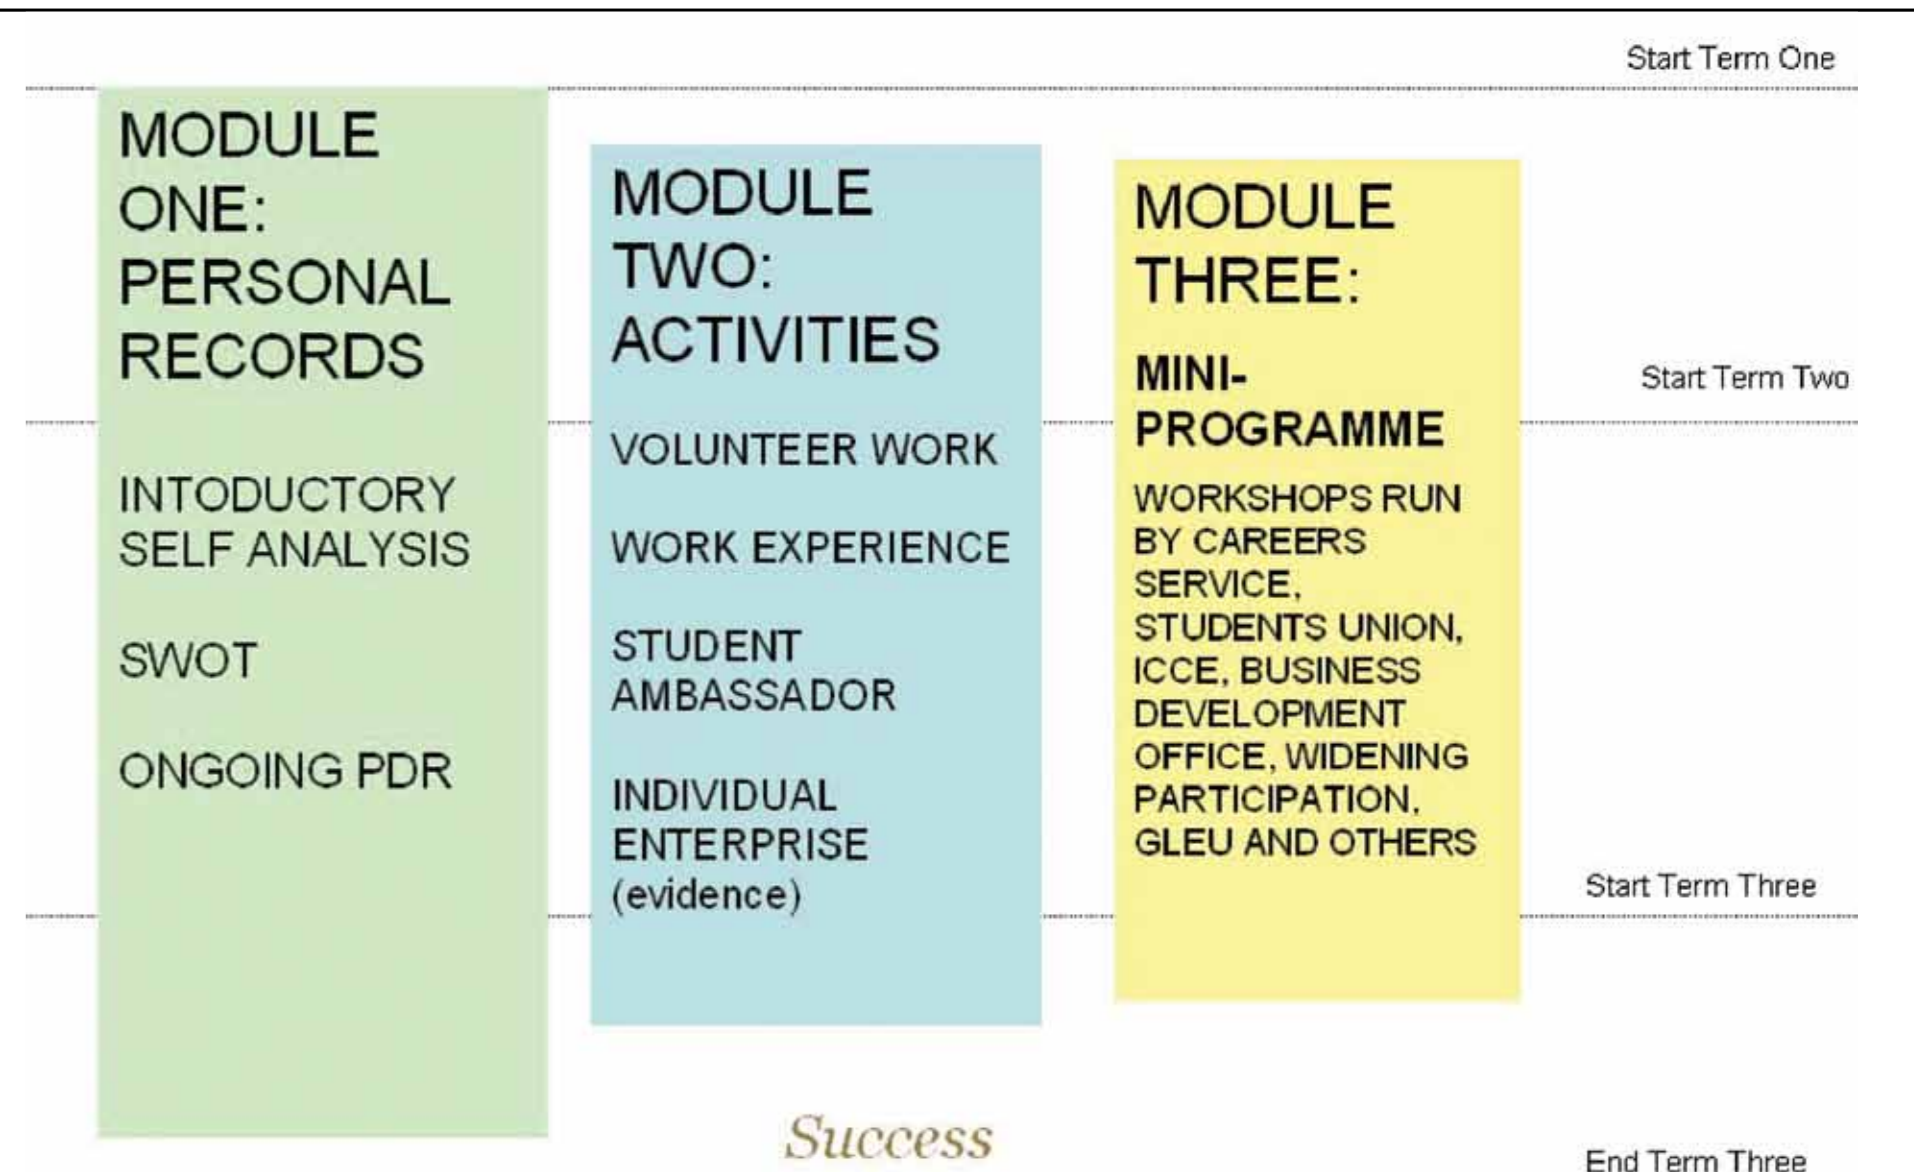 Start Term One
MODULE
ONE:
PERSONAL
RECORDS
INTODUCTORY
SELF ANALYSIS
SWOT
ONGOING PDR
MODULE
TWO:
ACTIVITIES
VOLUNTEER WORK
WORK EXPERIENCE
STUDENT
AMBASSADOR
INDIVIDUAL
ENTERPRISE
(evidence)
MODULE
THREE:
MINI-
PROGRAMME
WORKSHOPS RUN
BY CAREERS
SERVICE,
STUDENTS UNION,
ICCE, BUSINESS
DEVELOPMENT
OFFICE, WIDENING
PARTICIPATION,
GLEU AND OTHERS
Start Term Two
Start Term Three
Success
End Term Three